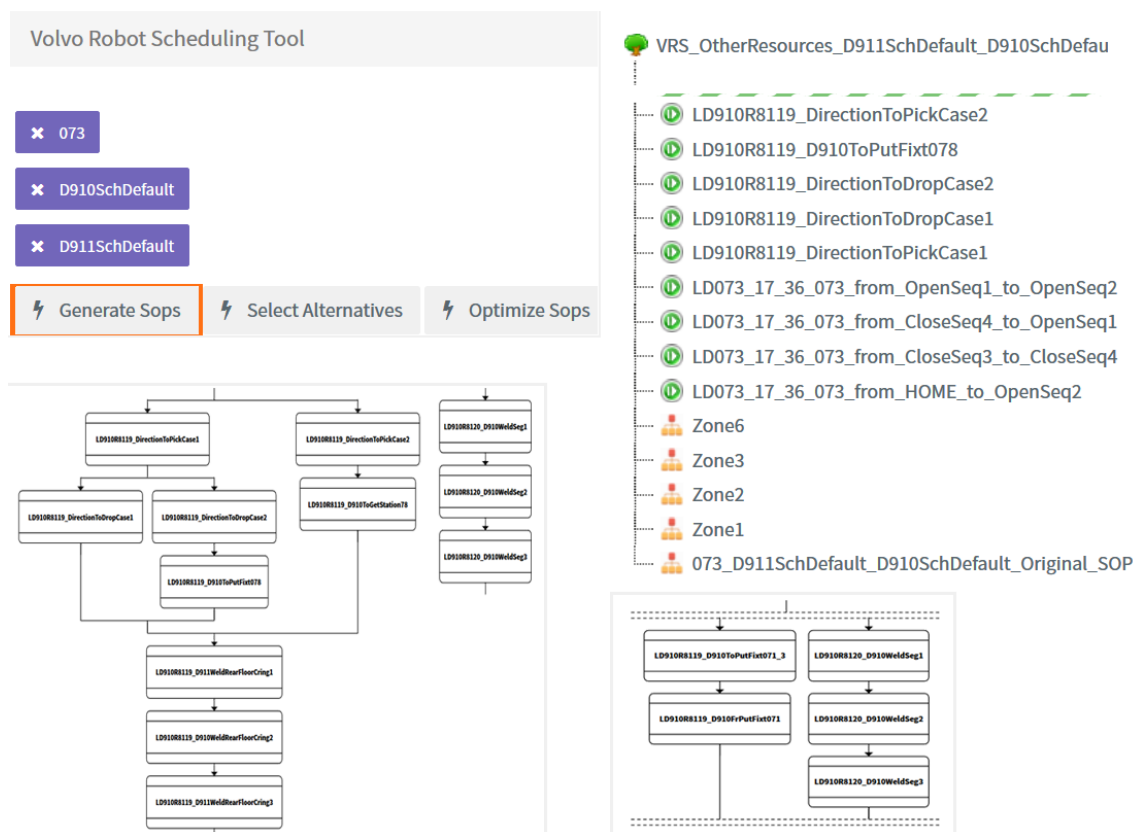 Volvo Robot Scheduling Tool
073
D910SchDefault
D911SchDefault
Generate Sops
Select Alternatives
Optimize Sops
VRS_OtherResources_D911SchDefault_D910SchDefau
LD910R8119_DirectionToPickCase2
LD910R8119_D910ToPutFixt078
LD910R8119_DirectionToDropCase2
LD910R8119_DirectionToDropCase1
LD910R8119_DirectionToPickCase1
LD073_17_36_073_from_OpenSeq1_to_OpenSeq2
LD073_17_36_073_from_CloseSeq4_to_OpenSeq1
LD073_17_36_073_from_CloseSeq3_to_CloseSeq4
LD073_17_36_073_from_HOME_to_OpenSeq2
Zone6
Zone3
Zone2
Zone1
073_D911SchDefault_D910SchDefault_Original_SOP
LD910R8119_DirectionToPickCase1
LD910R8119_DirectionToPickCase2
LD910R8120_D910WeldSeg1
LD910R8119_DirectionToDropCase1
LD910R8119_DirectionToDropCase2
LD910R8119_D910ToGetStation78
LD910R8120_D910WeldSeg2
LD910R8119_D910ToPutFixt078
LD910R8120_D910WeldSeg3
LD910R8119_D911WeldRearFloorCring1
LD910R8119_D910WeldRearFloorCring2
LD910R8119_D911WeldRearFloorCring3
LD910R8119_D910ToPutFixt071_3
LD910R8120_D910WeldSeg1
LD910R8119_D910FrPutFixt071
LD910R8120_D910WeldSeg2
LD910R8120_D910WeldSeg3